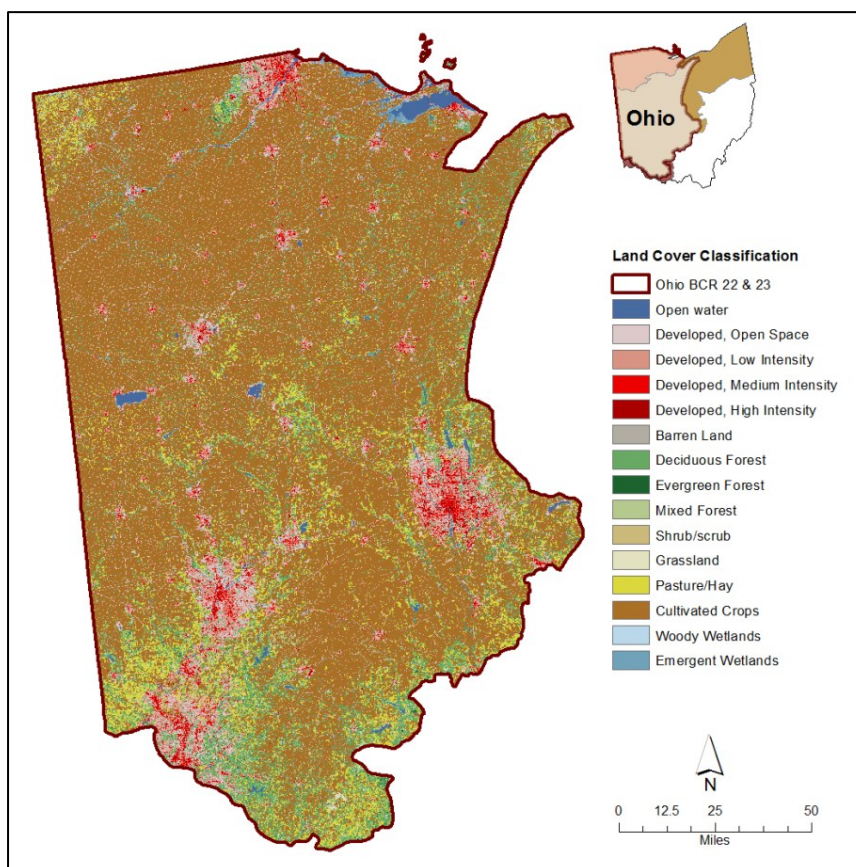 Ohio
Land Cover Classification
Ohio BCR 22 & 23
Open water
Developed, Open Space
Developed, Low Intensity
Developed, Medium Intensity
Developed, High Intensity
Barren Land
Deciduous Forest
Evergreen Forest
Mixed Forest
Shrub/scrub
Grassland
Pasture/Hay
Cultivated Crops
Woody Wetlands
Emergent Wetlands
N
0 12.5 25 50
Miles